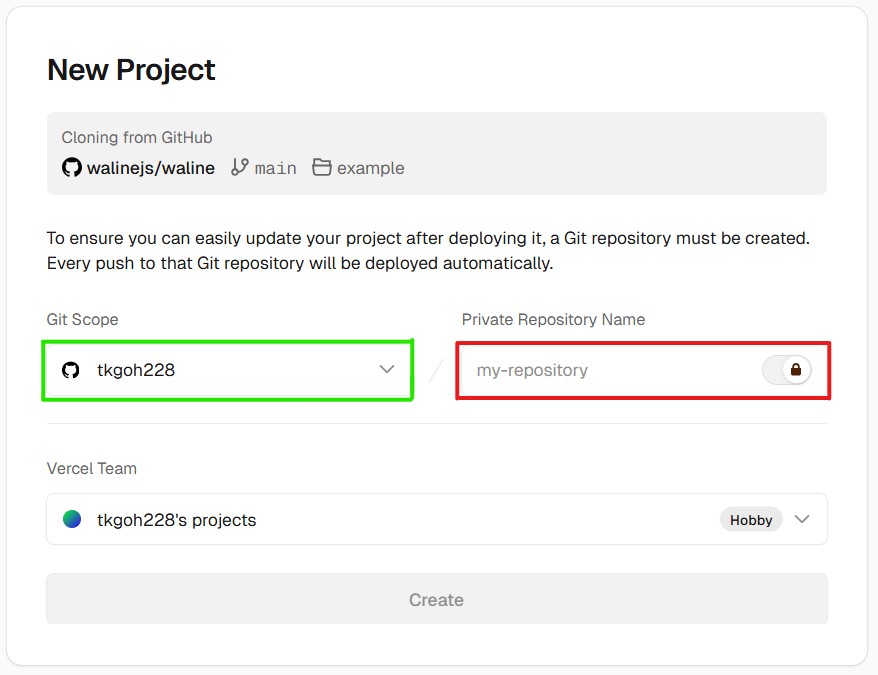 New Project
Cloning from GitHub
walinejs/waline main example
To ensure you can easily update your project after deploying it, a Git repository must be created.
Every push to that Git repository will be deployed automatically.
Git Scope Private Repository Name
tkgoh228 / my-repository
Vercel Team
tkgoh228's projects Hobby
Create